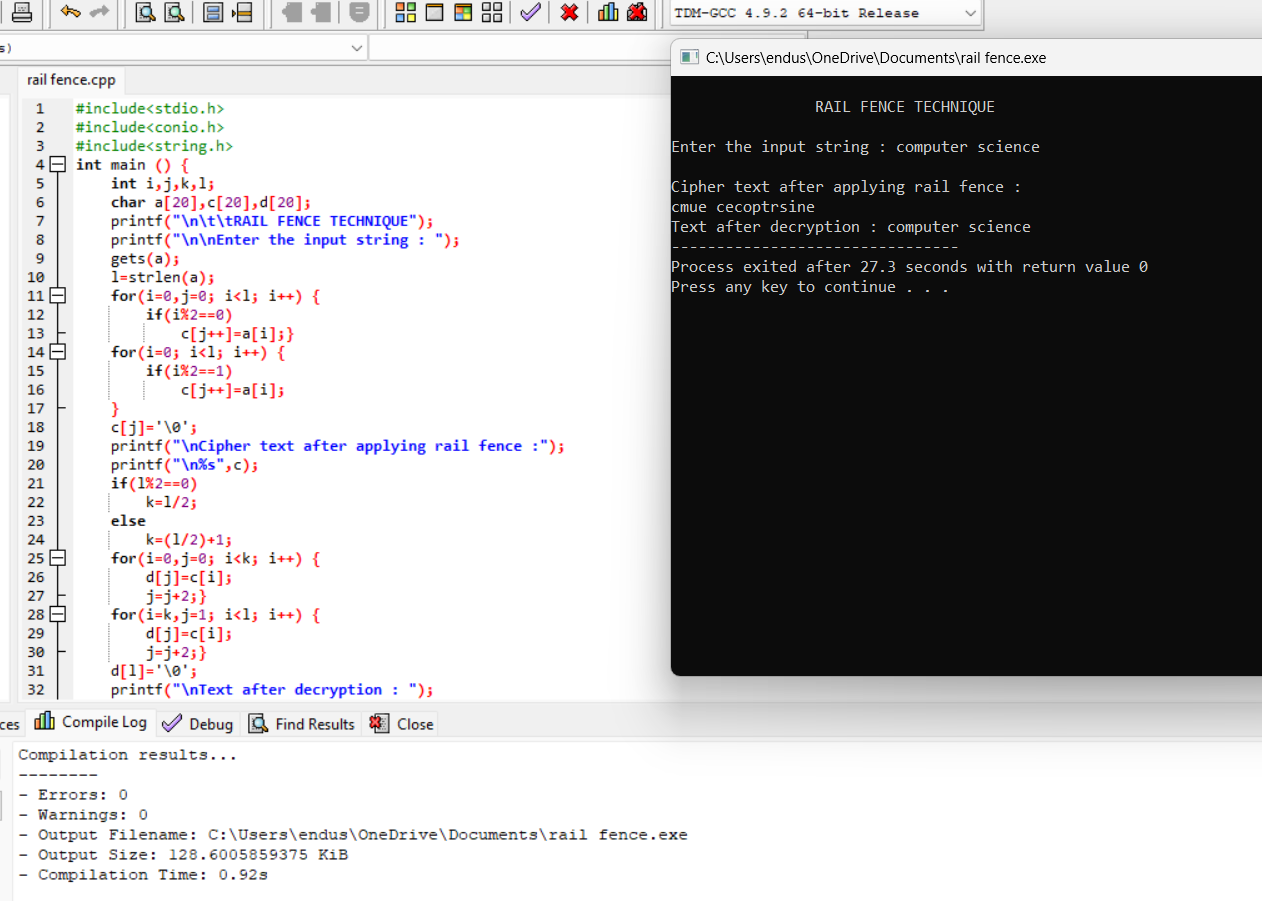 TDM-GCC 4.9.2 64-bit Release
s)
rail fence.cpp
1 #include<stdio.h>
2 #include<conio.h>
3 #include<string.h>
4 int main () {
5 int i,j,k,l;
6 char a[20],c[20],d[20];
7 printf("\n\t\tRAIL FENCE TECHNIQUE");
8 printf("\n\nEnter the input string : ");
9 gets(a);
10 l=strlen(a);
11 for(i=0,j=0; i<l; i++) {
12 if(i%2==0)
13 c[j++]=a[i];}
14 for(i=0; i<l; i++) {
15 if(i%2==1)
16 c[j++]=a[i];
17 }
18 c[j]='\0';
19 printf("\nCipher text after applying rail fence :");
20 printf("\n%s",c);
21 if(l%2==0)
22 k=l/2;
23 else
24 k=(l/2)+1;
25 for(i=0,j=0; i<k; i++) {
26 d[j]=c[i];
27 j=j+2;}
28 for(i=k,j=1; i<l; i++) {
29 d[j]=c[i];
30 j=j+2;}
31 d[l]='\0';
32 printf("\nText after decryption : ");
C:\Users\endus\OneDrive\Documents\rail fence.exe
RAIL FENCE TECHNIQUE
Enter the input string : computer science
Cipher text after applying rail fence :
cmue cecoptrsine
Text after decryption : computer science
--------------------------------
Process exited after 27.3 seconds with return value 0
Press any key to continue . . .
ces Compile Log Debug Find Results Close
Compilation results...
--------
- Errors: 0
- Warnings: 0
- Output Filename: C:\Users\endus\OneDrive\Documents\rail fence.exe
- Output Size: 128.6005859375 KiB
- Compilation Time: 0.92s